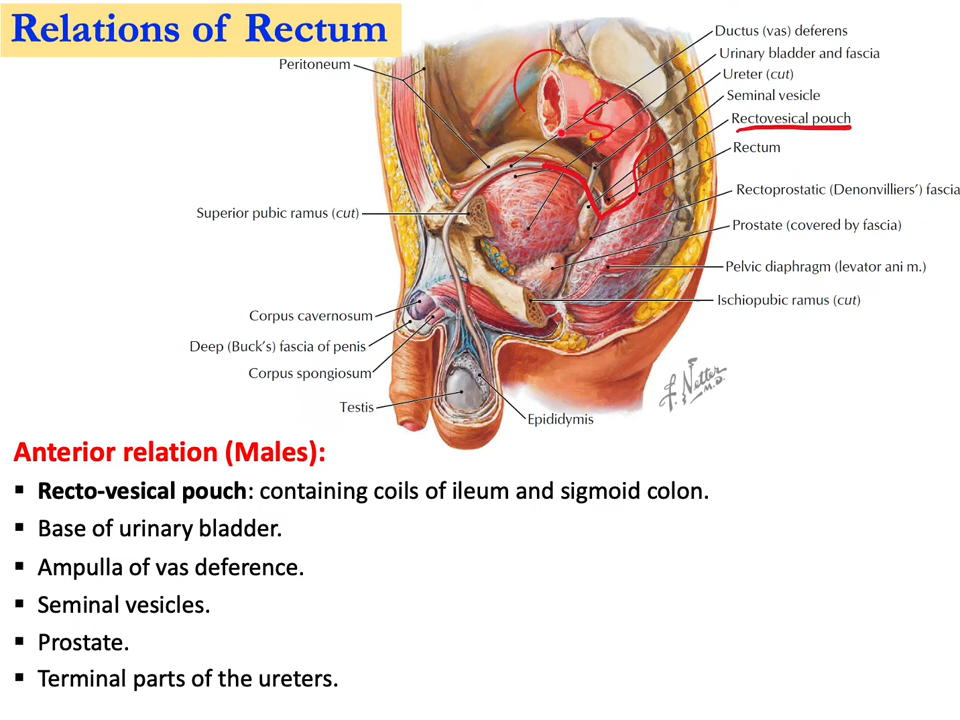 Relations of Rectum
Ductus (vas) deferens
Urinary bladder and fascia
Peritoneum
Ureter (cut)
Seminal vesicle
Rectovesical pouch
Rectum
Rectoprostatic (Denonvilliers’) fascia
Superior pubic ramus (cut)
Prostate (covered by fascia)
Pelvic diaphragm (levator ani m.)
Ischiopubic ramus (cut)
Corpus cavernosum
Deep (Buck’s) fascia of penis
Corpus spongiosum
Testis
Epididymis
F. Netter
M.D.
Anterior relation (Males):
▪ Recto-vesical pouch: containing coils of ileum and sigmoid colon.
▪ Base of urinary bladder.
▪ Ampulla of vas deference.
▪ Seminal vesicles.
▪ Prostate.
▪ Terminal parts of the ureters.